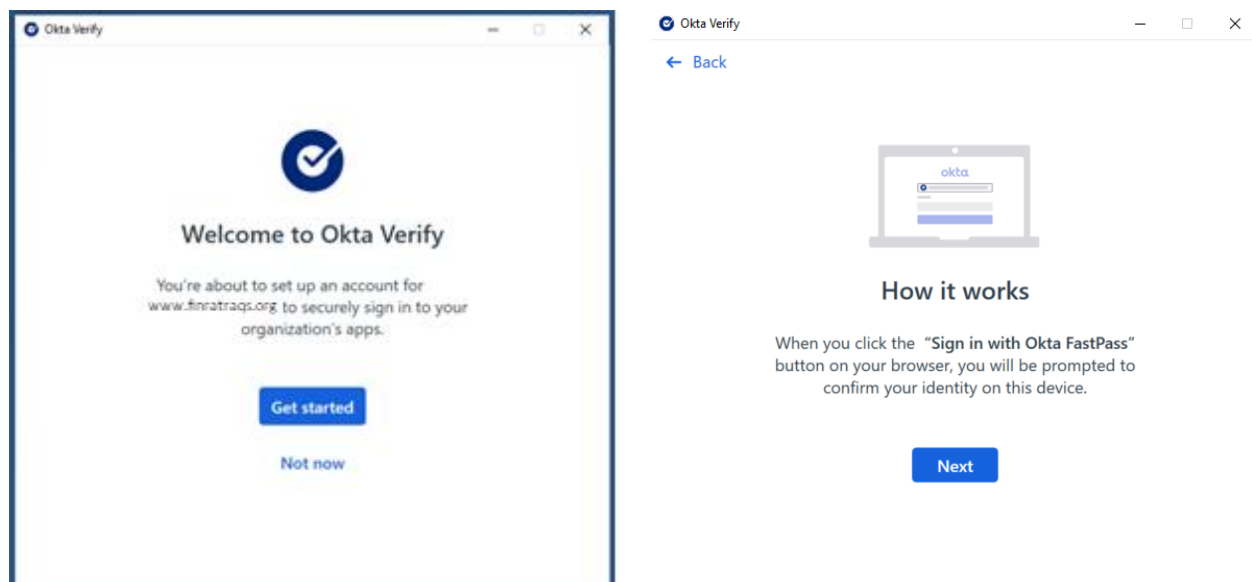 Okta Verify
Welcome to Okta Verify
You're about to set up an account for
www.finratraqs.org to securely sign in to your
organization's apps.
Get started
Not now
Okta Verify
← Back
okta
How it works
When you click the "Sign in with Okta FastPass"
button on your browser, you will be prompted to
confirm your identity on this device.
Next